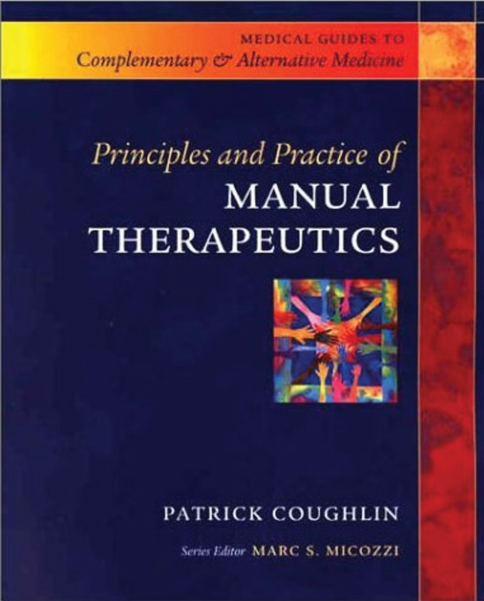 MEDICAL GUIDES TO
Complementary & Alternative Medicine
Principles and Practice of
MANUAL
THERAPEUTICS
PATRICK COUGHLIN
Series Editor MARC S. MICOZZI